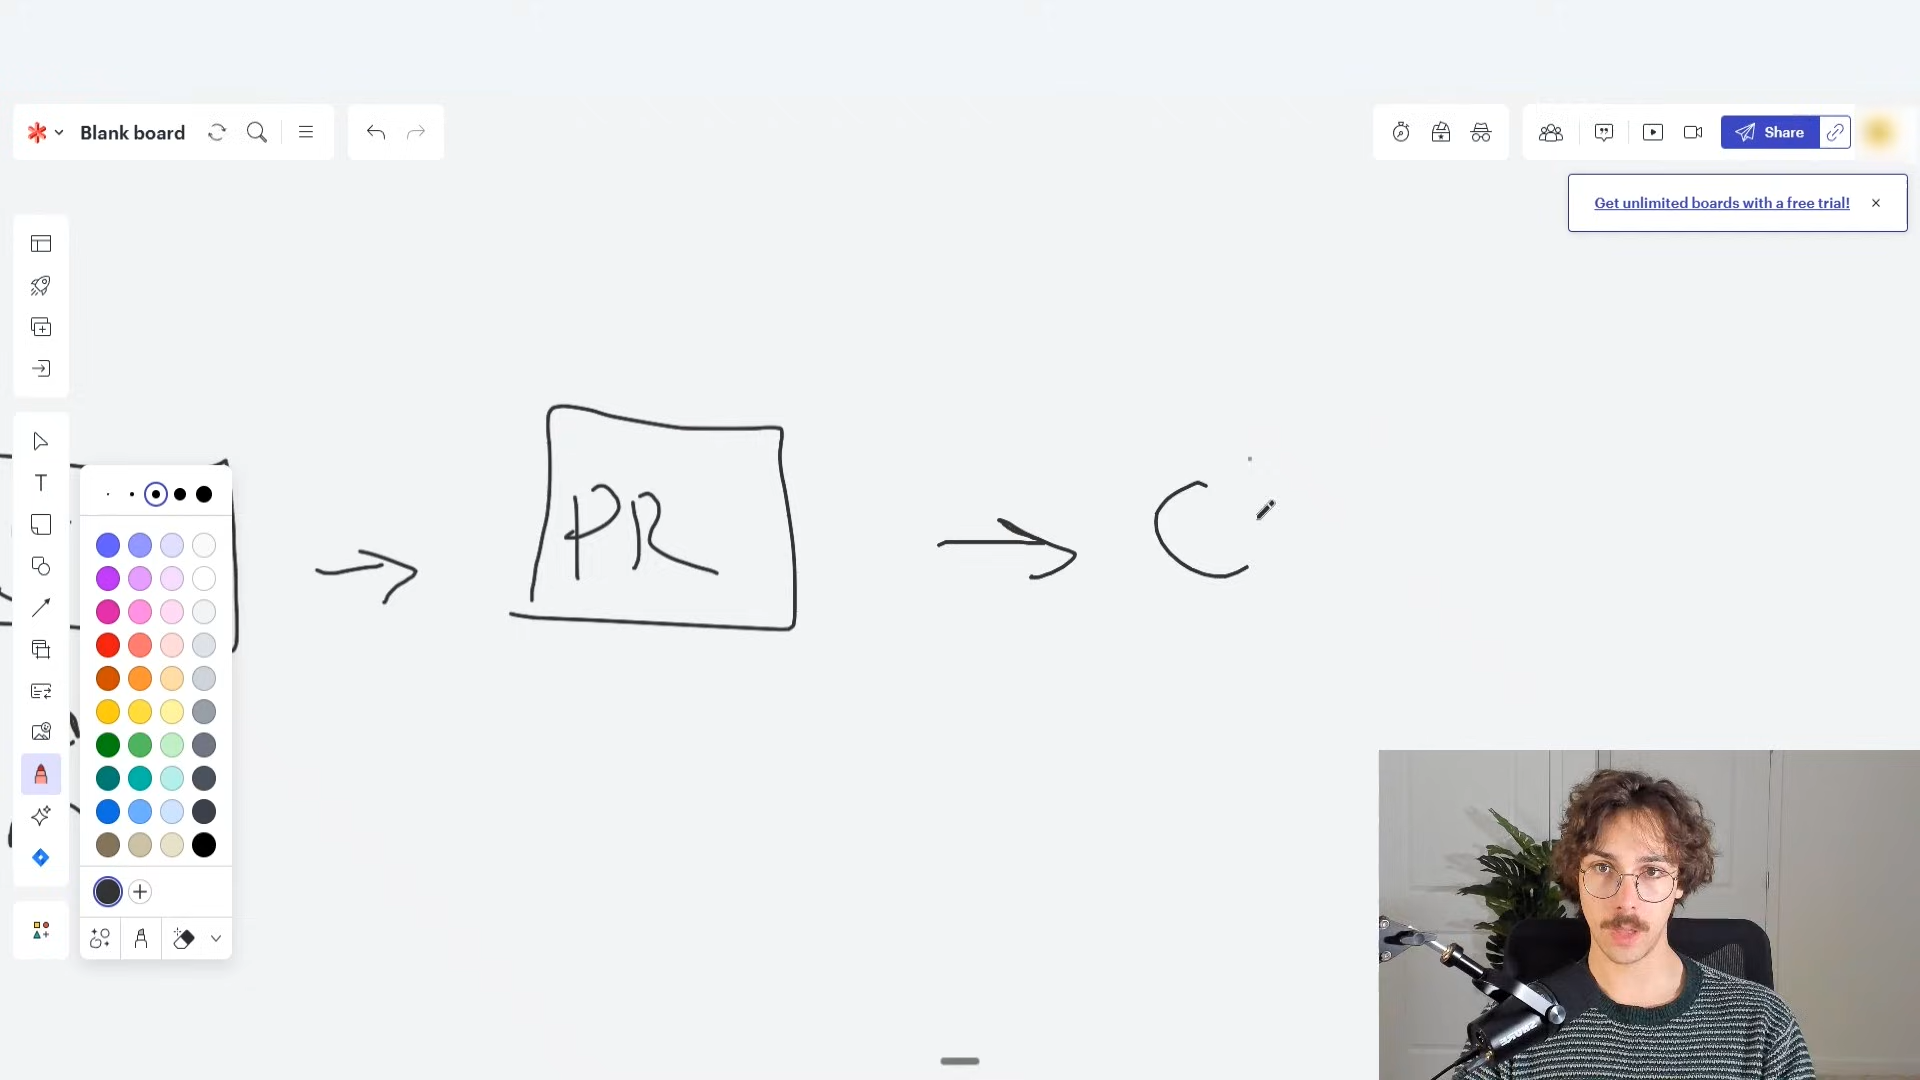 Blank board
Share
Get unlimited boards with a free trial!
T
PR
C